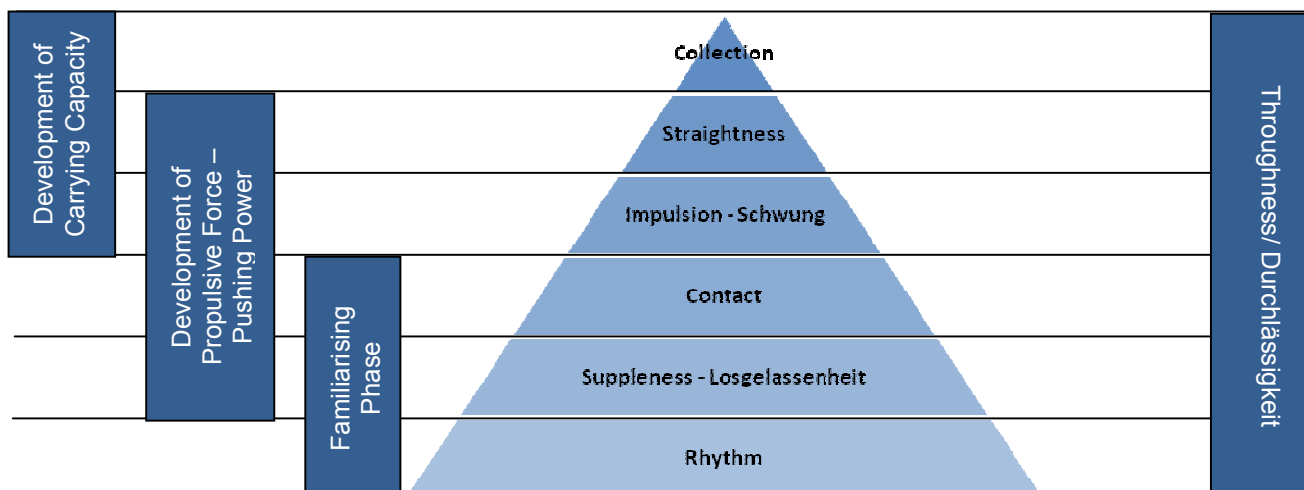 Development of
Carrying Capacity
Development of
Propulsive Force –
Pushing Power
Familiarising
Phase
Collection
Straightness
Impulsion - Schwung
Contact
Suppleness - Losgelassenheit
Rhythm
Throughness/ Durchlässigkeit